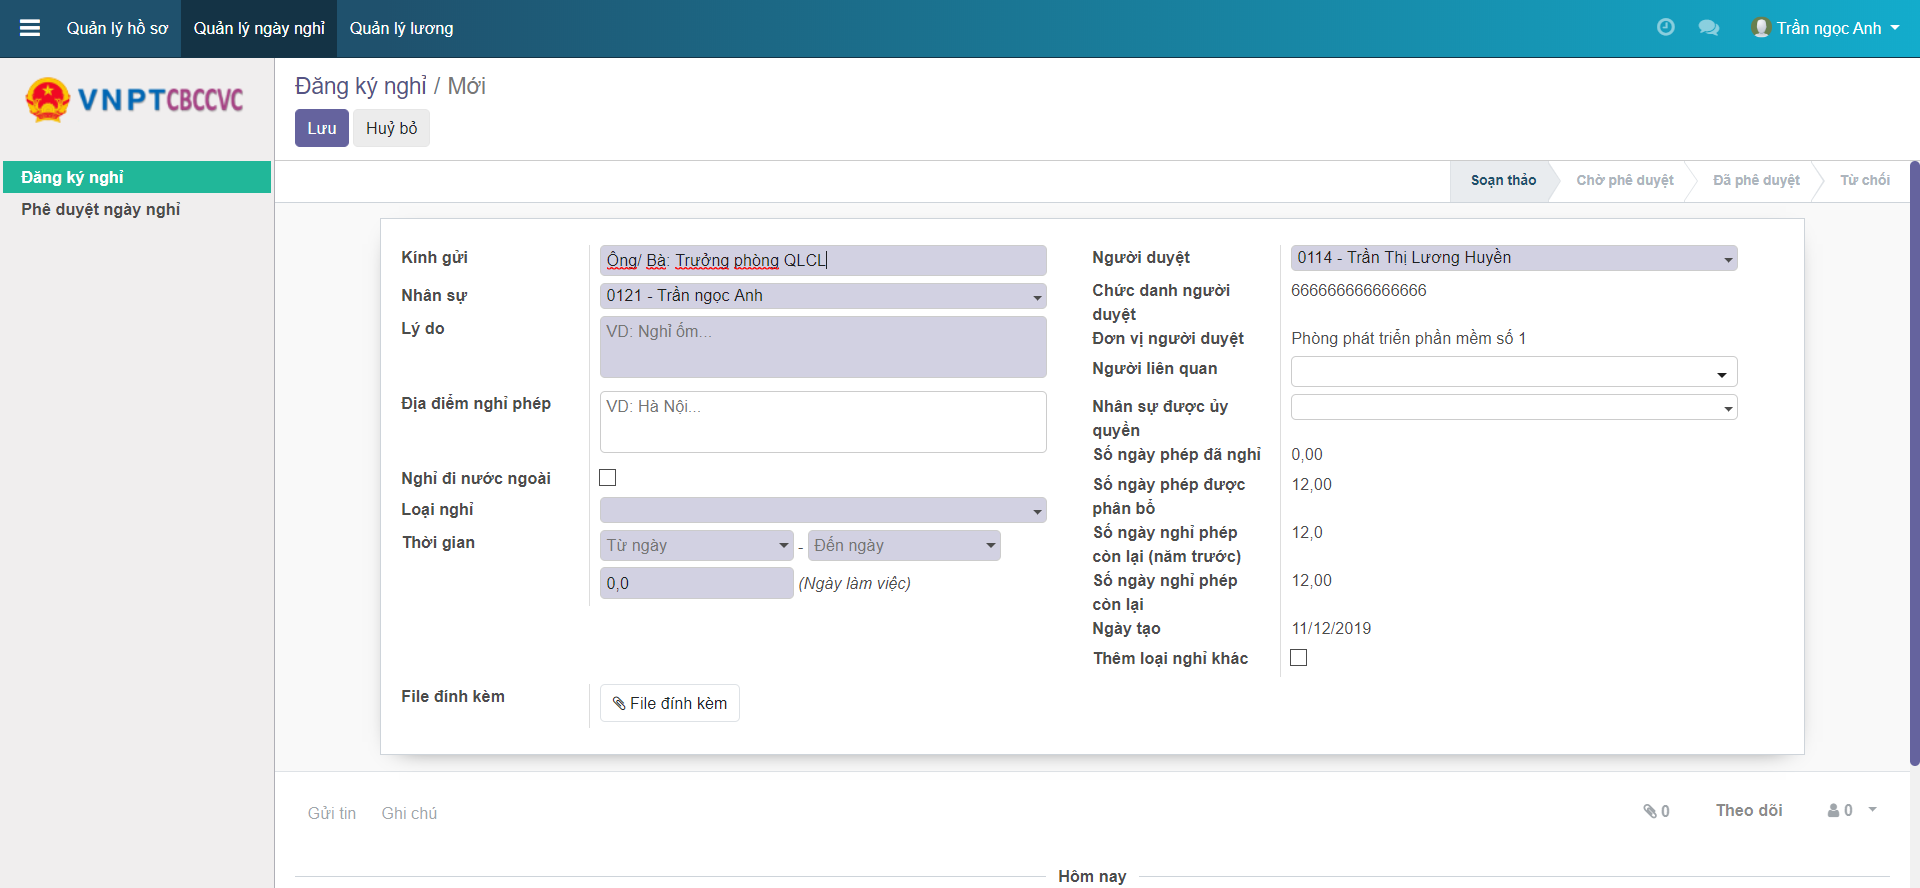 Quản lý hồ sơ Quản lý ngày nghỉ Quản lý lương Trần ngọc Anh
VNPTCBCCVC
Đăng ký nghỉ
Phê duyệt ngày nghỉ
Đăng ký nghỉ / Mới
Lưu Huỷ bỏ
Soạn thảo Chờ phê duyệt Đã phê duyệt Từ chối
Kính gửi Ông/ Bà: Trưởng phòng QLCL
Nhân sự 0121 - Trần ngọc Anh
Lý do VD: Nghỉ ốm...
Địa điểm nghỉ phép VD: Hà Nội...
Nghỉ đi nước ngoài
Loại nghỉ
Thời gian Từ ngày - Đến ngày
0,0 (Ngày làm việc)
File đính kèm File đính kèm
Người duyệt 0114 - Trần Thị Lương Huyền
Chức danh người 666666666666666
duyệt
Đơn vị người duyệt Phòng phát triển phần mềm số 1
Người liên quan
Nhân sự được ủy
quyền
Số ngày phép đã nghỉ 0,00
Số ngày phép được 12,00
phân bổ
Số ngày nghỉ phép 12,0
còn lại (năm trước)
Số ngày nghỉ phép 12,00
còn lại
Ngày tạo 11/12/2019
Thêm loại nghỉ khác
Gửi tin Ghi chú 0 Theo dõi 0
Hôm nay